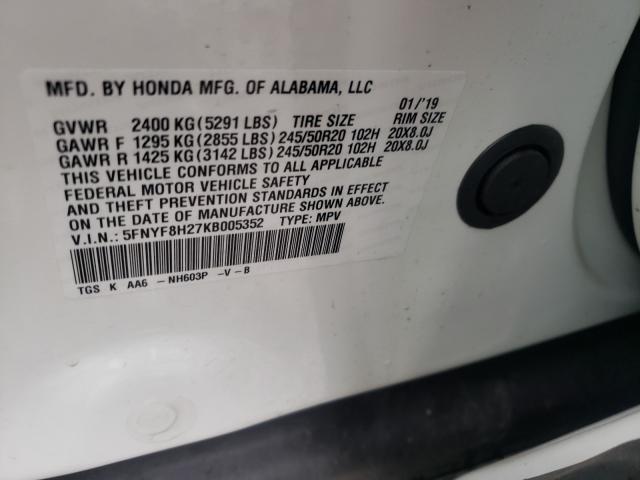 MFD. BY HONDA MFG. OF ALABAMA, LLC
01/'19
GVWR 2400 KG (5291 LBS) TIRE SIZE RIM SIZE
GAWR F 1295 KG (2855 LBS) 245/50R20 102H 20X8.0J
GAWR R 1425 KG (3142 LBS) 245/50R20 102H 20X8.0J
THIS VEHICLE CONFORMS TO ALL APPLICABLE
FEDERAL MOTOR VEHICLE SAFETY
AND THEFT PREVENTION STANDARDS IN EFFECT
ON THE DATE OF MANUFACTURE SHOWN ABOVE.
V.I.N.: 5FNYF8H27KB005352 TYPE: MPV
TGS K AA6 -NH603P -V-B